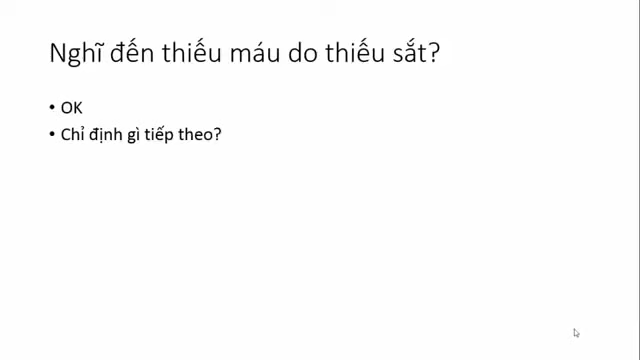 Nghĩ đến thiếu máu do thiếu sắt?
• OK
• Chỉ định gì tiếp theo?